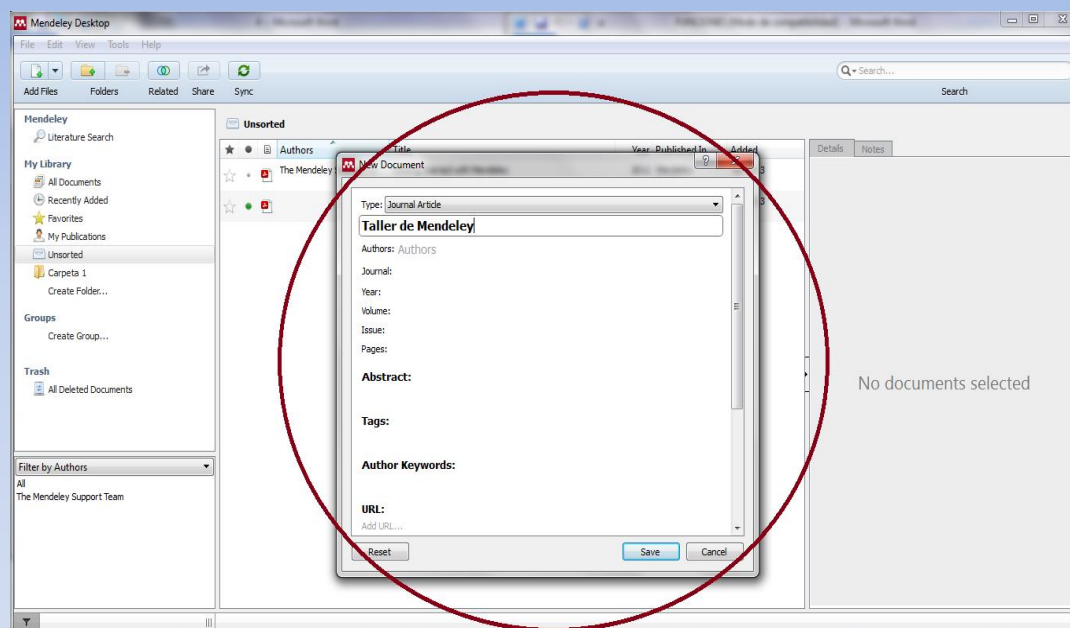 Mendeley Desktop
File Edit View Tools Help
Add Files Folders Related Share Sync
Search...
Search
Mendeley
Literature Search
My Library
All Documents
Recently Added
Favorites
My Publications
Unsorted
Carpeta 1
Create Folder...
Groups
Create Group...
Trash
All Deleted Documents
Filter by Authors
All
The Mendeley Support Team
Unsorted
Authors Title Year Published In Added
The Mendeley
New Document
Type: Journal Article
Taller de Mendeley
Authors: Authors
Journal:
Year:
Volume:
Issue:
Pages:
Abstract:
Tags:
Author Keywords:
URL:
Add URL...
Reset Save Cancel
Details Notes
No documents selected